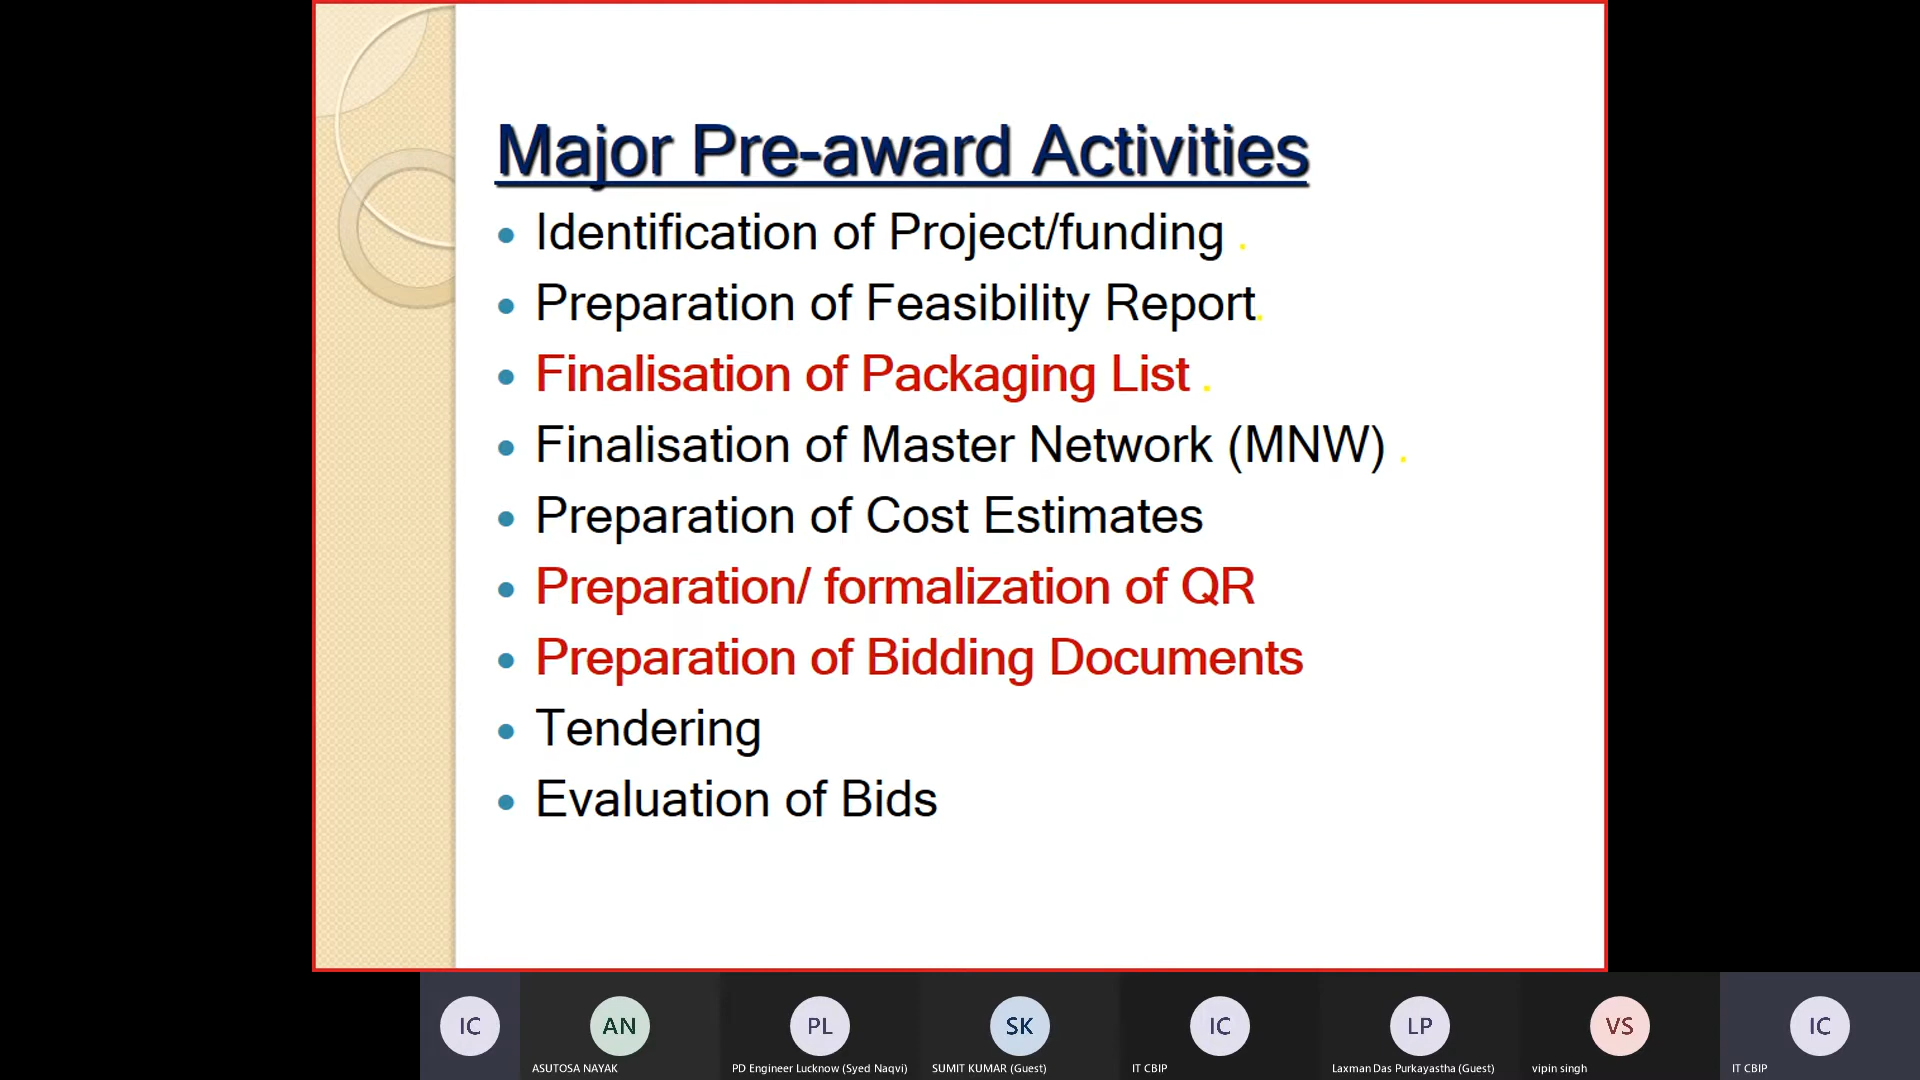 Major Pre-award Activities
• Identification of Project/funding .
• Preparation of Feasibility Report.
• Finalisation of Packaging List .
• Finalisation of Master Network (MNW) .
• Preparation of Cost Estimates
• Preparation/ formalization of QR
• Preparation of Bidding Documents
• Tendering
• Evaluation of Bids
IC AN PL SK IC LP VS IC
ASUTOSA NAYAK PD Engineer Lucknow (Syed Naqvi) SUMIT KUMAR (Guest) IT CBIP Laxman Das Purkayastha (Guest) vipin singh IT CBIP